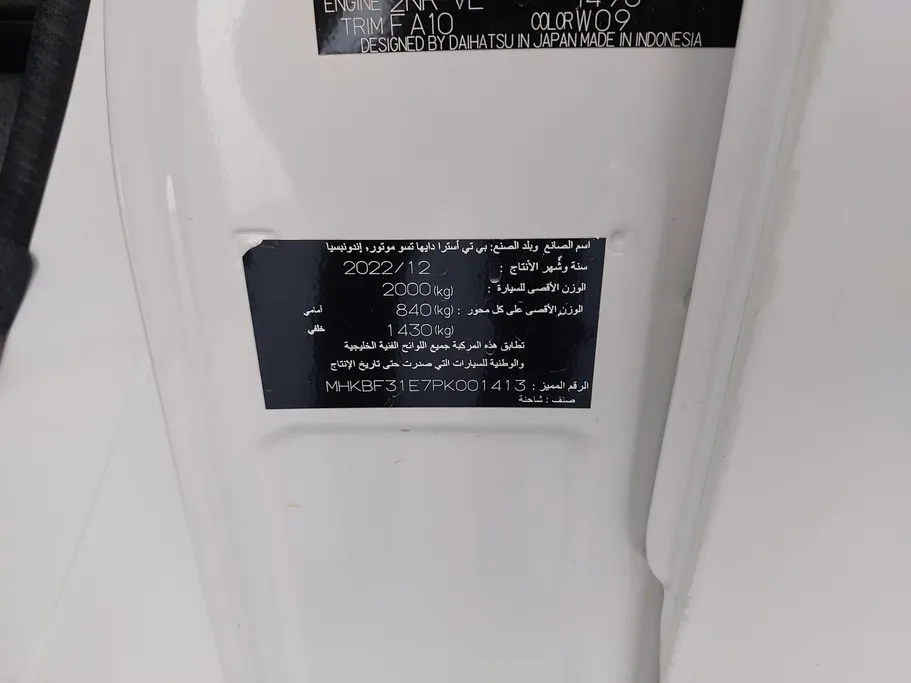 ENGINE 2NR-VE 1496
TRIM FA10 COLOR W09
DESIGNED BY DAIHATSU IN JAPAN MADE IN INDONESIA
اسم الصانع وبلد الصنع: بي تي أسترا دايها تسو موتور, إندونيسيا
سنة وشهر الأنتاج : 2022/12
الوزن الأقصى للسيارة : 2000(kg)
الوزن الأقصى على كل محور : 840(kg) أمامي
1430(kg) خلفي
تطابق هذه المركبة جميع اللوائح الفنية الخليجية
والوطنية للسيارات التي صدرت حتى تاريخ الإنتاج
الرقم المميز : MHKBF31E7PK001413
صنف : شاحنة